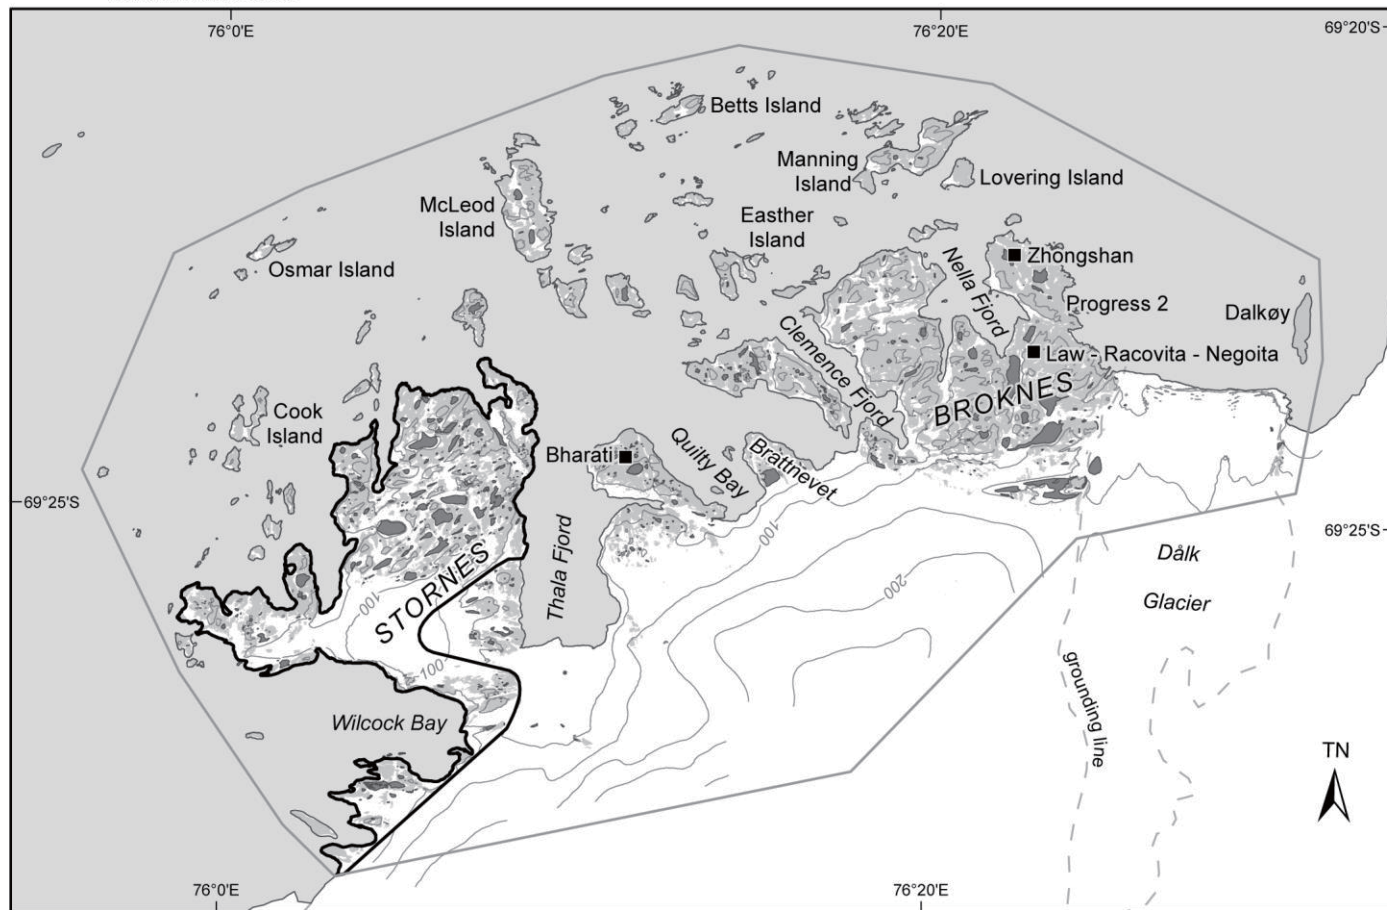 76°0'E
76°20'E
69°20'S
Betts Island
Manning
Island
Lovering Island
McLeod
Island
Easther
Island
Osmar Island
Nella Fjord
Zhongshan
Progress 2
Dalkøy
Clemence Fjord
Law - Racovita - Negoita
BROKNES
Cook
Island
Bharati
Quilty Bay
Brattnevet
69°25'S
69°25'S
100
200
Dålk
Glacier
STORNES
100
Thala Fjord
100
grounding line
Wilcock Bay
TN
76°0'E
76°20'E